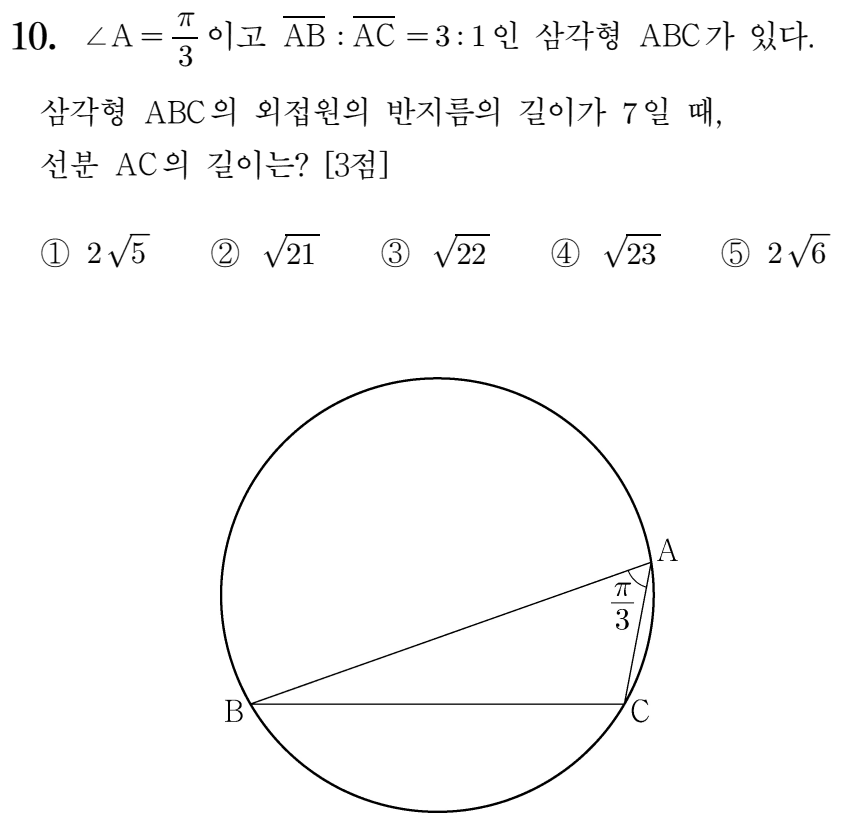 10. ∠A = π/3 이고 AB : AC = 3 : 1인 삼각형 ABC가 있다.
삼각형 ABC의 외접원의 반지름의 길이가 7일 때,
선분 AC의 길이는? [3점]
① 2√5 ② √21 ③ √22 ④ √23 ⑤ 2√6
A
π/3
B
C